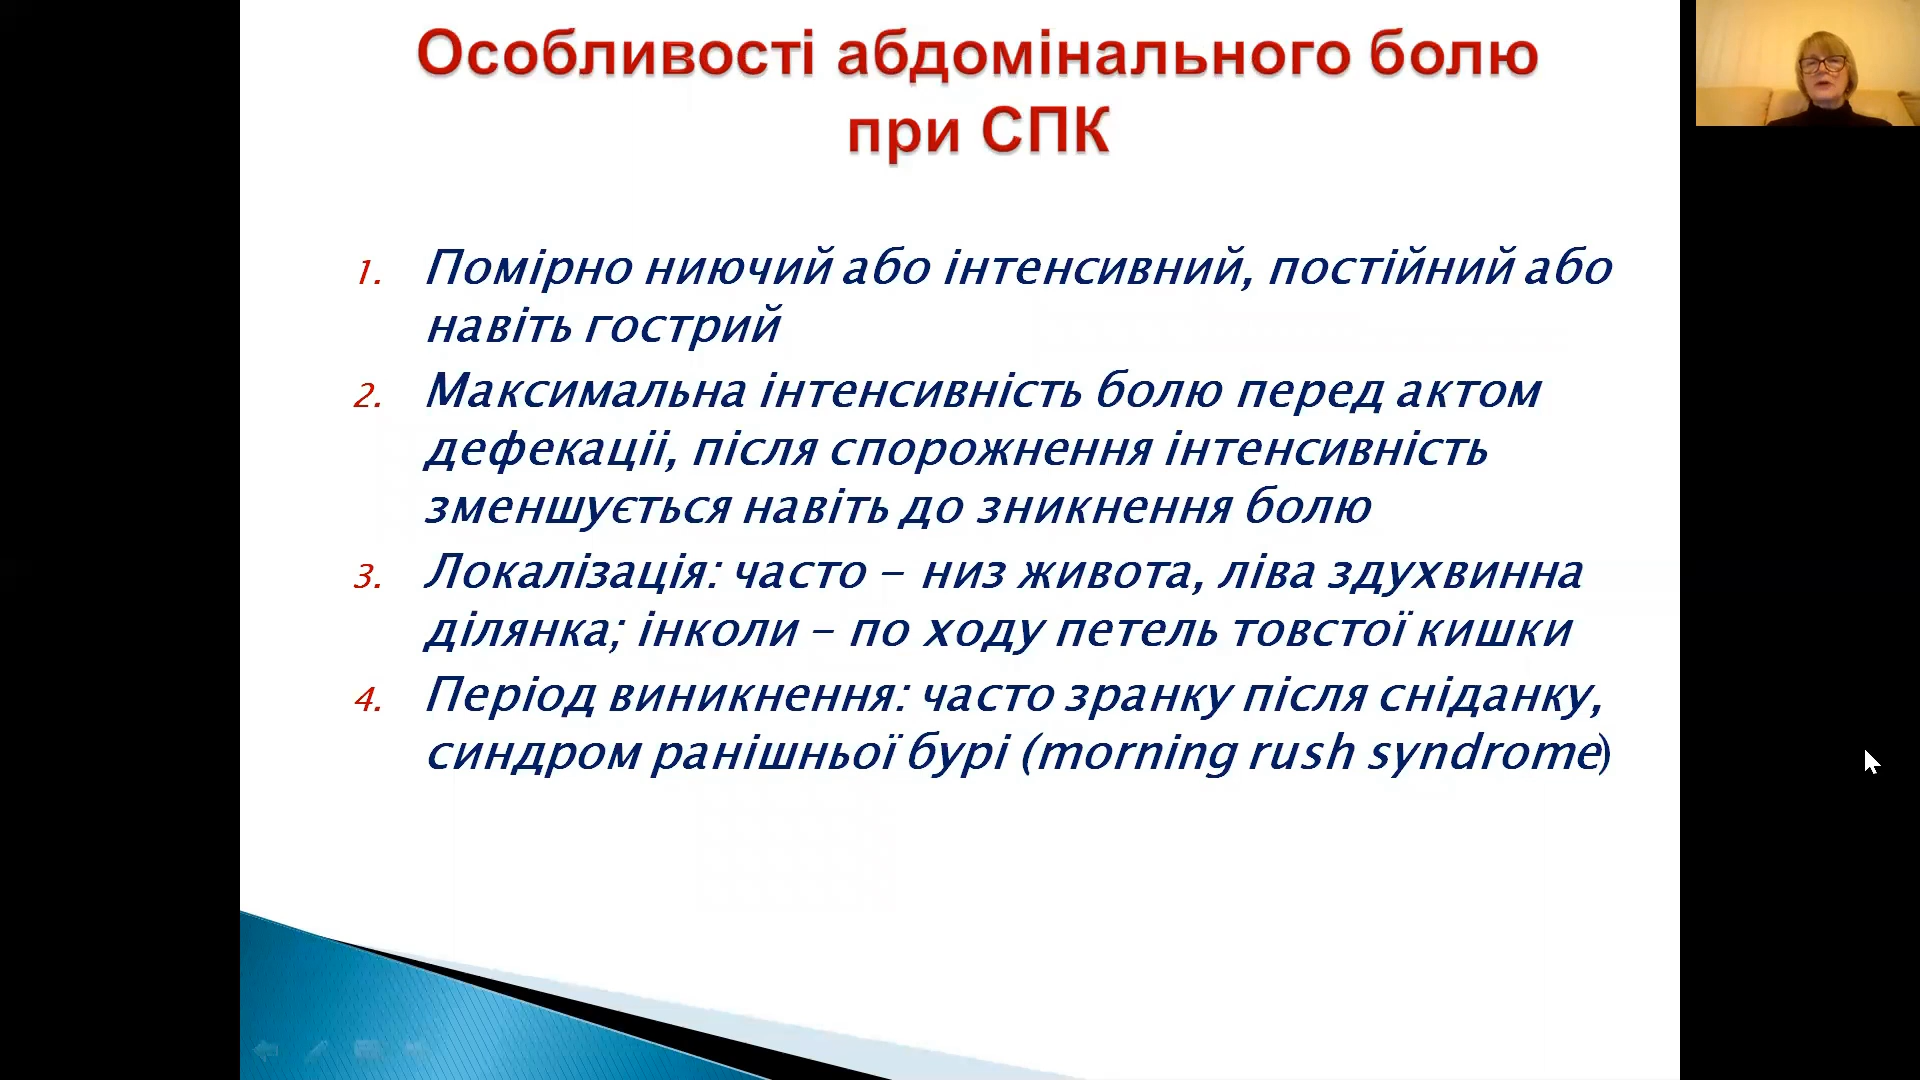 Особливості абдомінального болю
при СПК
1. Помірно ниючий або інтенсивний, постійний або
навіть гострий
2. Максимальна інтенсивність болю перед актом
дефекаціі, після спорожнення інтенсивність
зменшується навіть до зникнення болю
3. Локалізація: часто – низ живота, ліва здухвинна
ділянка; інколи – по ходу петель товстої кишки
4. Період виникнення: часто зранку після сніданку,
синдром ранішньої бурі (morning rush syndrome)